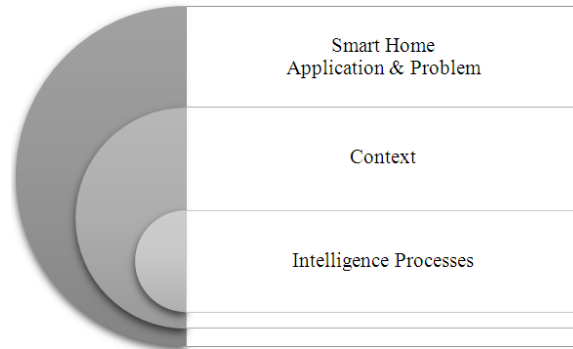 Smart Home
Application & Problem
Context
Intelligence Processes